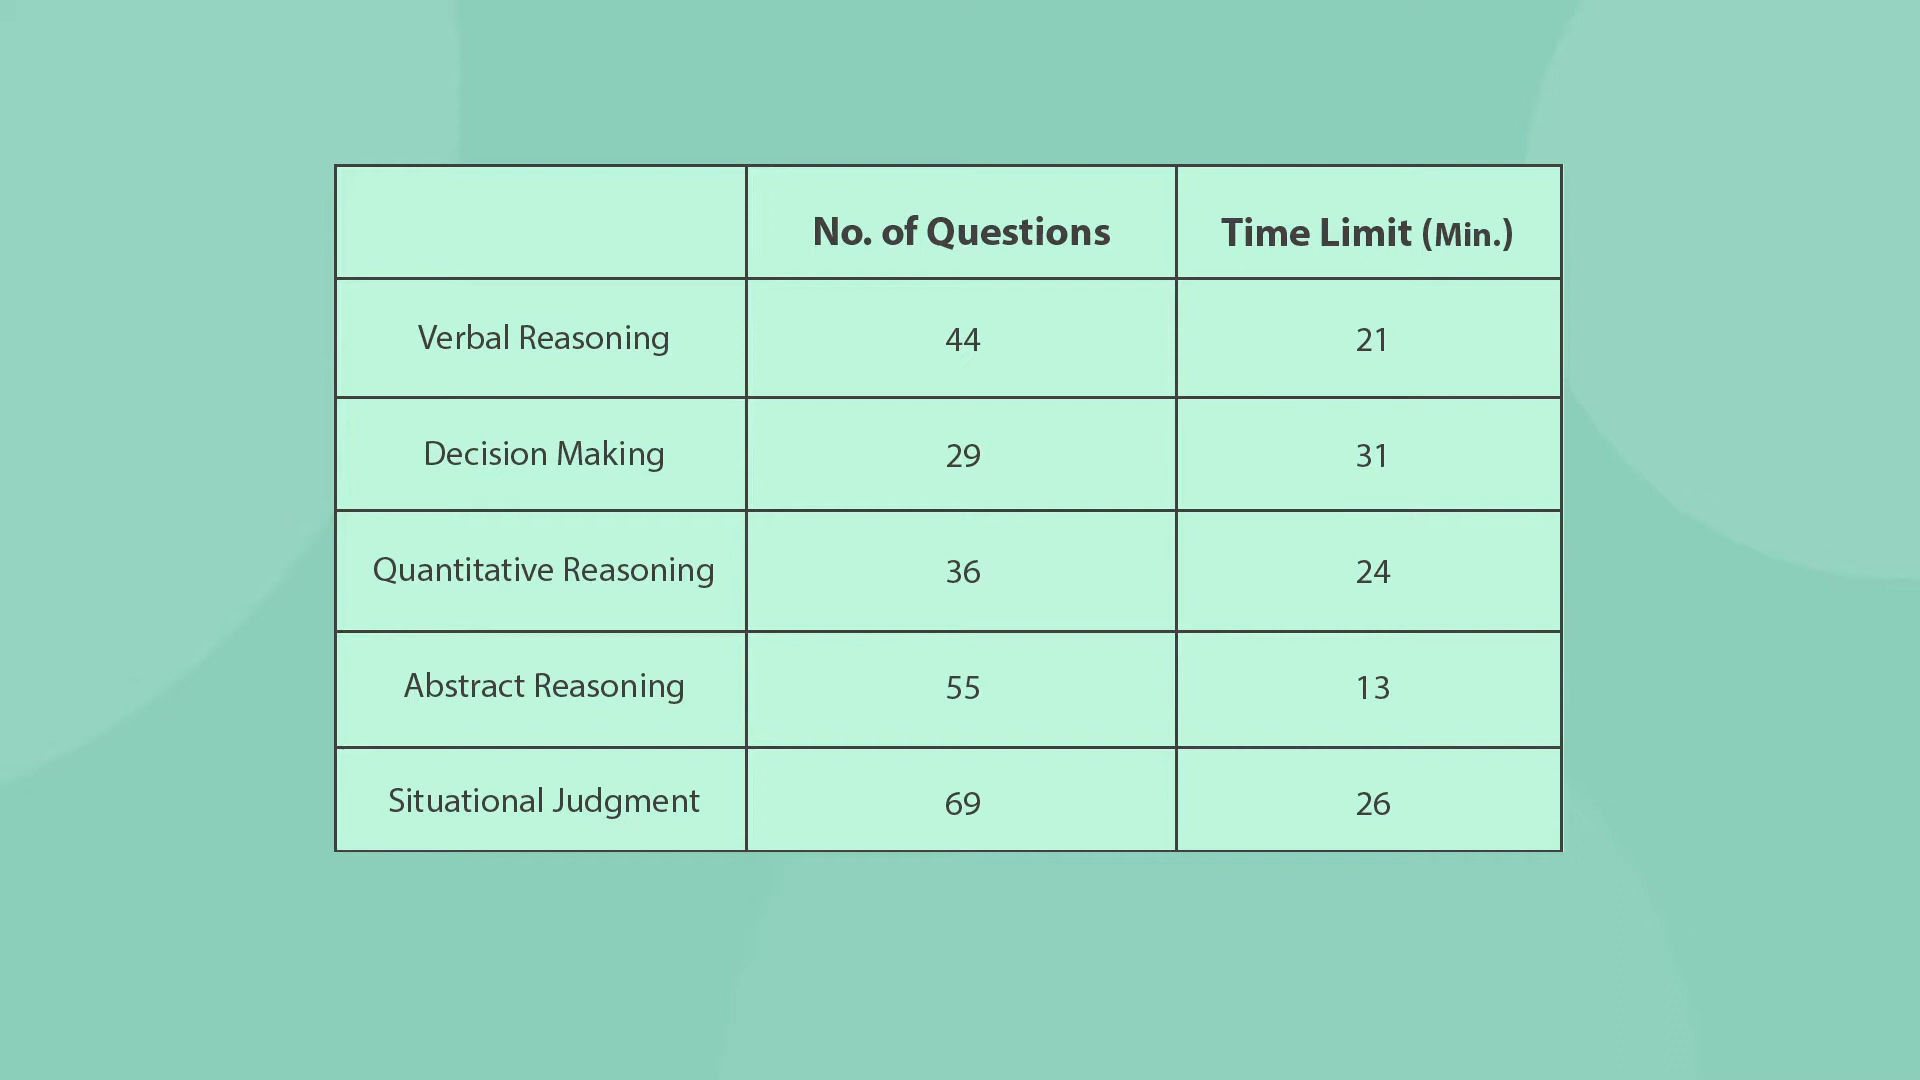 No. of Questions Time Limit (Min.)
Verbal Reasoning 44 21
Decision Making 29 31
Quantitative Reasoning 36 24
Abstract Reasoning 55 13
Situational Judgment 69 26